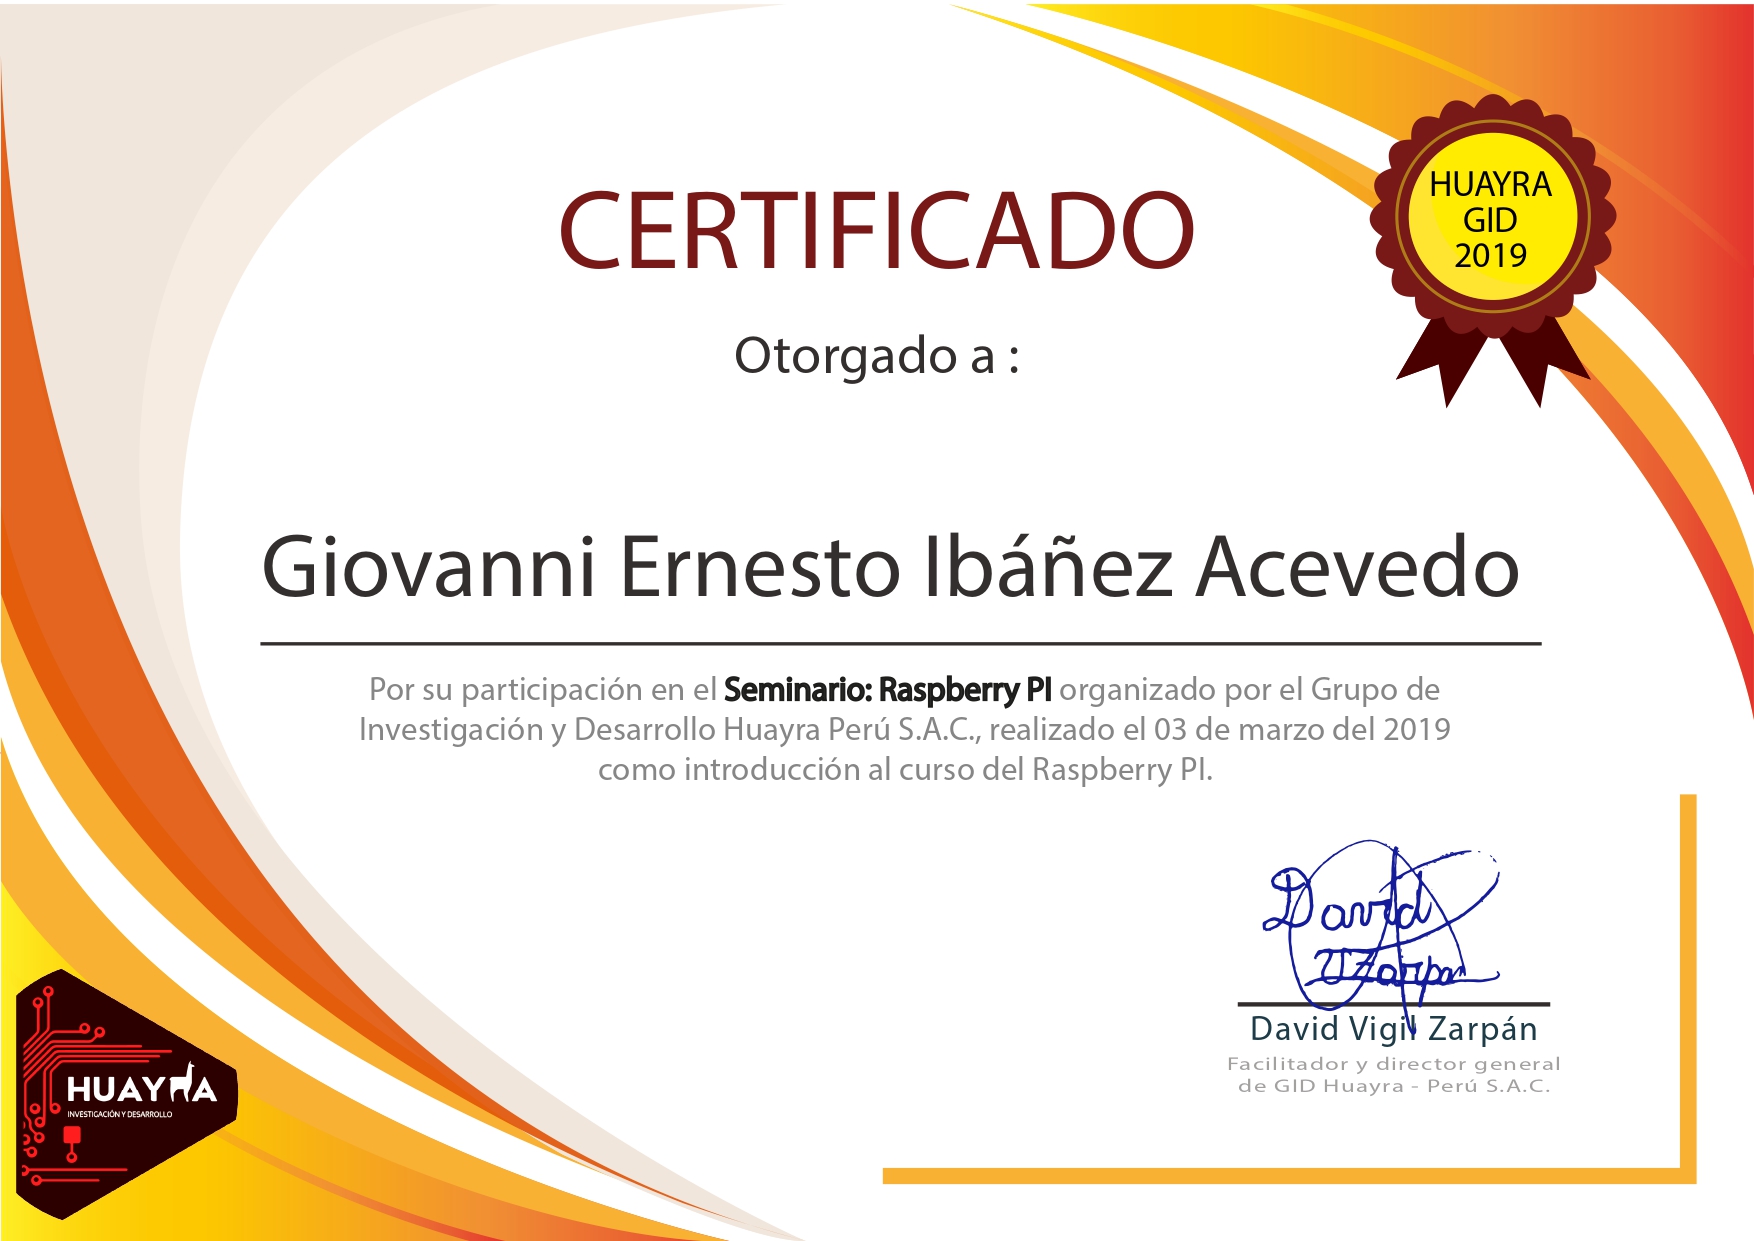 CERTIFICADO
HUAYRA
GID
2019
Otorgado a :
Giovanni Ernesto Ibáñez Acevedo
Por su participación en el Seminario: Raspberry PI organizado por el Grupo de
Investigación y Desarrollo Huayra Perú S.A.C., realizado el 03 de marzo del 2019
como introducción al curso del Raspberry PI.
David
VZarpan
David Vigil Zarpán
Facilitador y director general
de GID Huayra - Perú S.A.C.
HUAYRA
INVESTIGACIÓN Y DESARROLLO